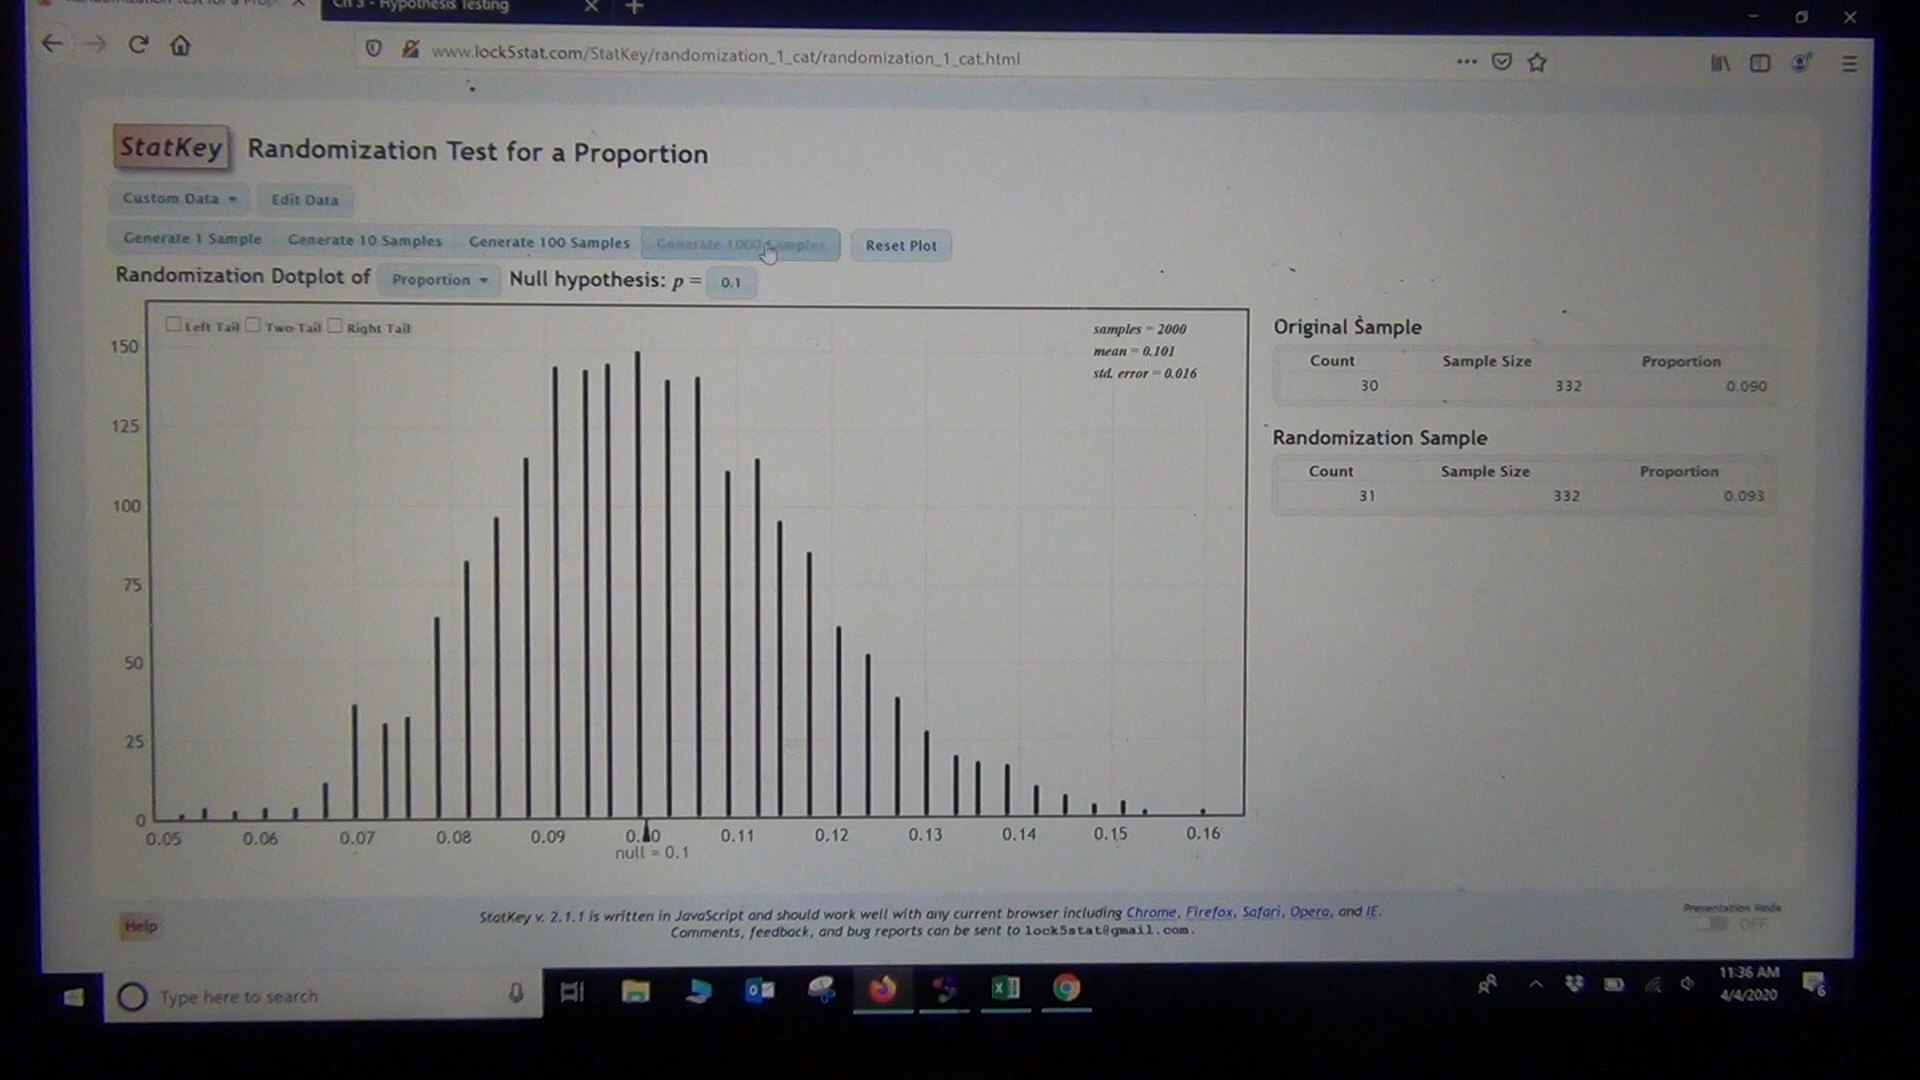 Ch 3 - Hypothesis Testing
www.lock5stat.com/StatKey/randomization_1_cat/randomization_1_cat.html
StatKey Randomization Test for a Proportion
Custom Data Edit Data
Generate 1 Sample Generate 10 Samples Generate 100 Samples Generate 1000 Samples Reset Plot
Randomization Dotplot of Proportion Null hypothesis: p = 0.1
Left Tail Two-Tail Right Tail
samples = 2000
mean = 0.101
std. error = 0.016
150
125
100
75
50
25
0
0.05 0.06 0.07 0.08 0.09 0.10 0.11 0.12 0.13 0.14 0.15 0.16
null = 0.1
Original Sample
Count Sample Size Proportion
30 332 0.090
Randomization Sample
Count Sample Size Proportion
31 332 0.093
Help
StatKey v. 2.1.1 is written in JavaScript and should work well with any current browser including Chrome, Firefox, Safari, Opera, and IE.
Comments, feedback, and bug reports can be sent to lock5stat@gmail.com.
Presentation Mode
OFF
Type here to search
11:36 AM
4/4/2020
6